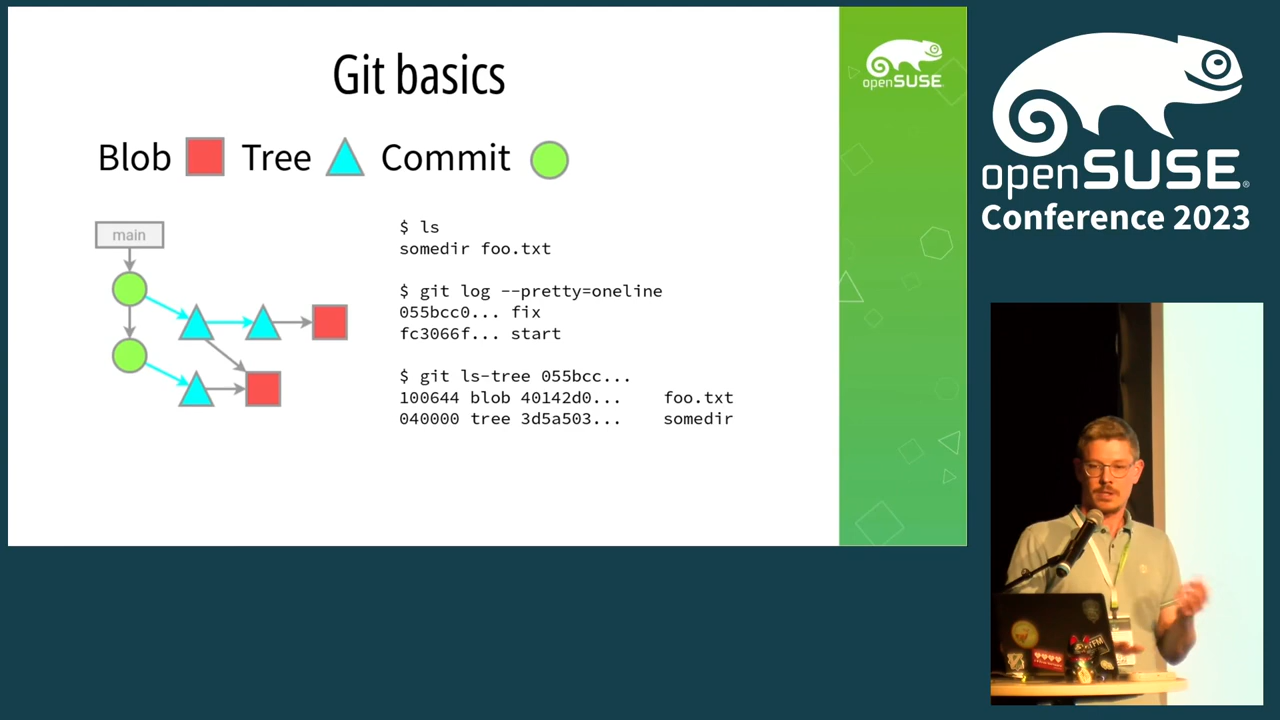 Git basics
Blob Tree Commit
main
$ ls
somedir foo.txt
$ git log --pretty=oneline
055bcc0... fix
fc3066f... start
$ git ls-tree 055bcc...
100644 blob 40142d0... foo.txt
040000 tree 3d5a503... somedir
openSUSE
openSUSE
Conference 2023